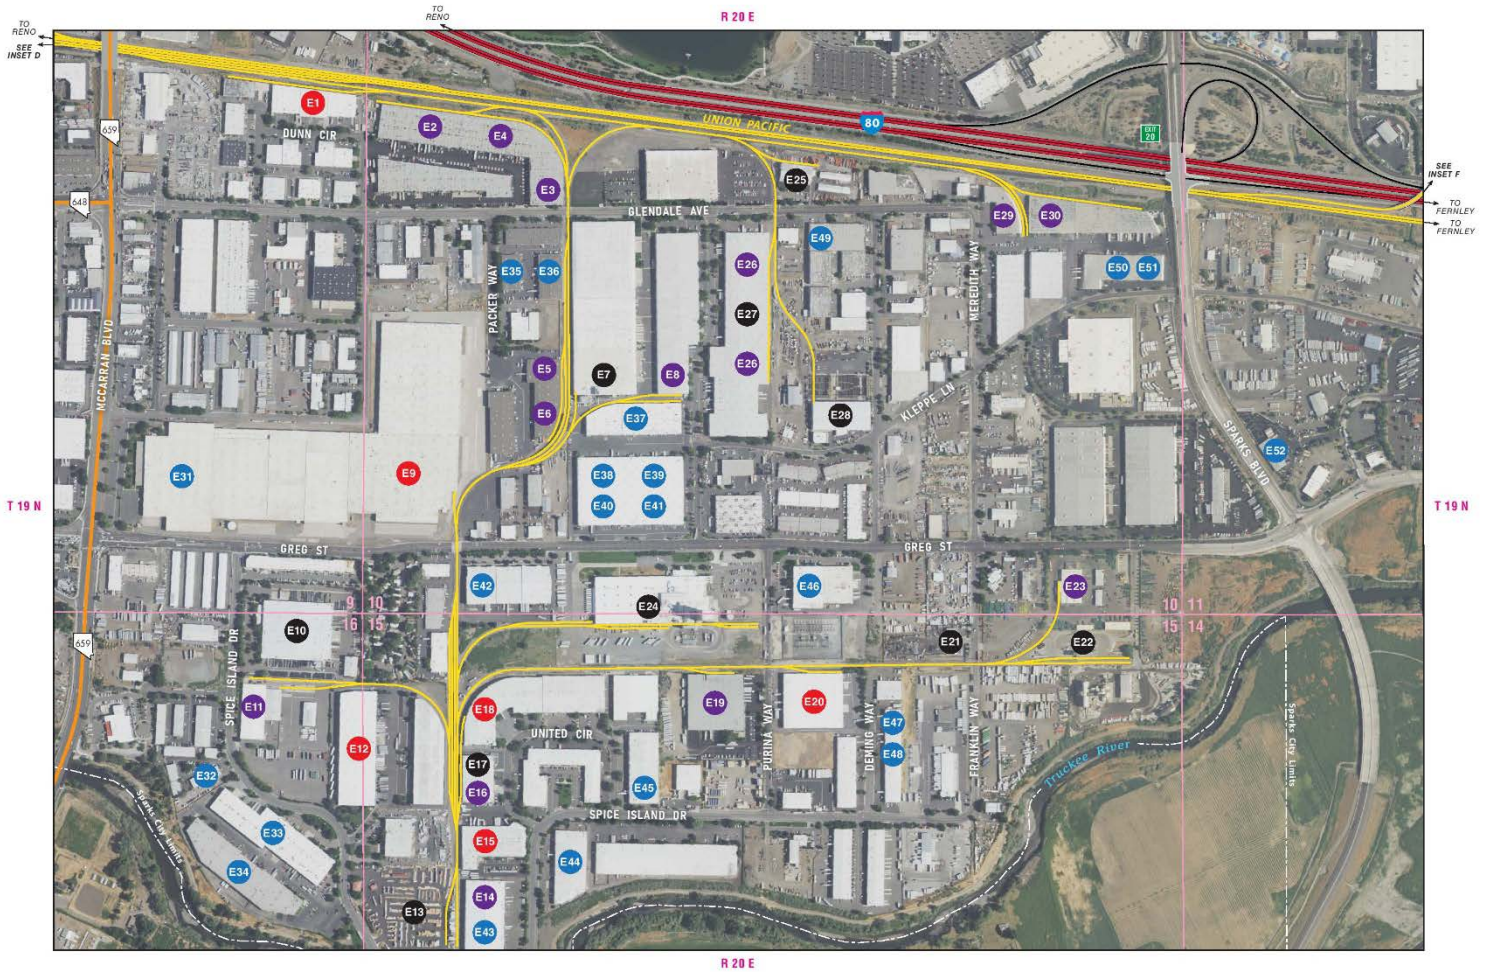 R 20 E
TO
RENO
TO
RENO
SEE
INSET D
80
UNION PACIFIC
EXIT
20
659
E1
DUNN CIR
E2
E4
E3
E25
SEE
INSET F
TO
FERNLEY
TO
FERNLEY
648
GLENDALE AVE
E29
E30
E49
E26
E35
E36
PACKER WAY
MEREDITH WAY
E50
E51
E27
MCCARRAN BLVD
E5
E7
E8
E26
E6
E37
E28
KLEPPE LN
SPARKS BLVD
E52
E31
E9
E38
E39
E40
E41
T 19 N
T 19 N
GREG ST
GREG ST
E42
E24
E46
E23
9 10
16 15
10 11
15 14
659
E10
E21
E22
SPICE ISLAND DR
E11
E18
E19
E20
E12
UNITED CIR
PURINA WAY
DEMING WAY
E47
E48
FRANKLIN WAY
Truckee River
Sparks City Limits
E17
E16
E32
E45
SPICE ISLAND DR
Sparks City Limits
E33
E34
E15
E44
E14
E13
E43
R 20 E